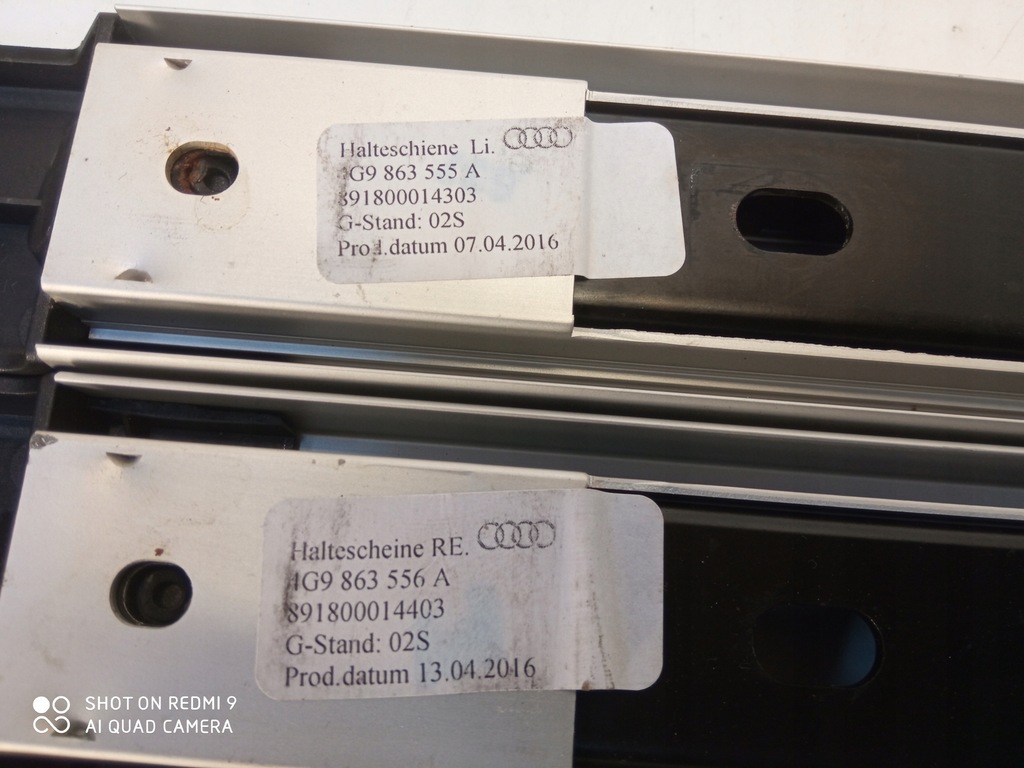 Halteschiene Li.
4G9 863 555 A
891800014303
G-Stand: 02S
Prod.datum 07.04.2016
Haltescheine RE.
4G9 863 556 A
891800014403
G-Stand: 02S
Prod.datum 13.04.2016
SHOT ON REDMI 9
AI QUAD CAMERA